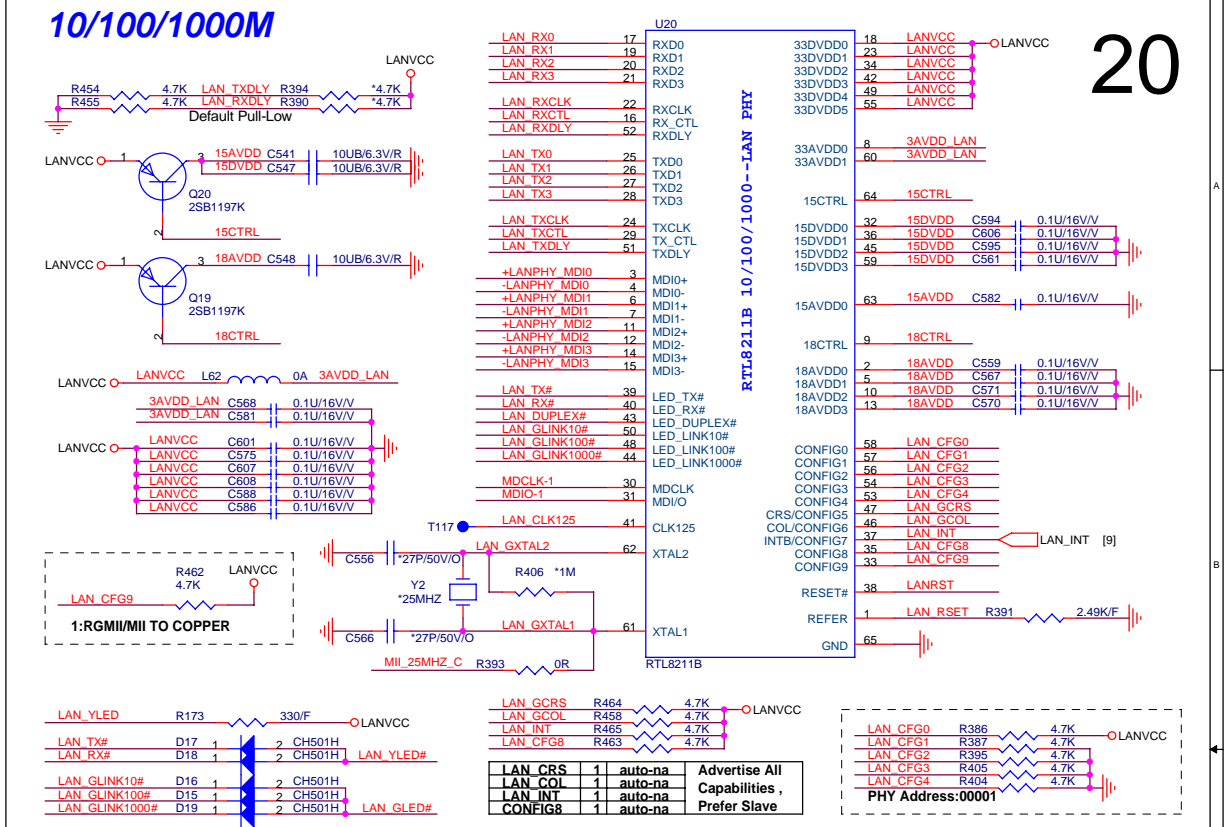 10/100/1000M
20
LANVCC
R454 4.7K LAN_TXDLY R394 *4.7K
R455 4.7K LAN_RXDLY R390 *4.7K
Default Pull-Low
LANVCC 1 3 15AVDD C541 10UB/6.3V/R
15DVDD C547 10UB/6.3V/R
Q20
2SB1197K
2 15CTRL
LANVCC 1 3 18AVDD C548 10UB/6.3V/R
Q19
2SB1197K
2 18CTRL
LANVCC LANVCC L62 0A 3AVDD_LAN
3AVDD_LAN C568 0.1U/16V/V
3AVDD_LAN C581 0.1U/16V/V
LANVCC LANVCC C601 0.1U/16V/V
LANVCC C575 0.1U/16V/V
LANVCC C607 0.1U/16V/V
LANVCC C608 0.1U/16V/V
LANVCC C588 0.1U/16V/V
LANVCC C586 0.1U/16V/V
R462 LANVCC
4.7K
LAN_CFG9
1:RGMII/MII TO COPPER
U20
LAN_RX0 17 RXD0
LAN_RX1 19 RXD1
LAN_RX2 20 RXD2
LAN_RX3 21 RXD3
LAN_RXCLK 22 RXCLK
LAN_RXCTL 16 RX_CTL
LAN_RXDLY 52 RXDLY
LAN_TX0 25 TXD0
LAN_TX1 26 TXD1
LAN_TX2 27 TXD2
LAN_TX3 28 TXD3
LAN_TXCLK 24 TXCLK
LAN_TXCTL 29 TX_CTL
LAN_TXDLY 51 TXDLY
+LANPHY_MDI0 3 MDI0+
-LANPHY_MDI0 4 MDI0-
+LANPHY_MDI1 6 MDI1+
-LANPHY_MDI1 7 MDI1-
+LANPHY_MDI2 11 MDI2+
-LANPHY_MDI2 12 MDI2-
+LANPHY_MDI3 14 MDI3+
-LANPHY_MDI3 15 MDI3-
LAN_TX# 39 LED_TX#
LAN_RX# 40 LED_RX#
LAN_DUPLEX# 43 LED_DUPLEX#
LAN_GLINK10# 50 LED_LINK10#
LAN_GLINK100# 48 LED_LINK100#
LAN_GLINK1000# 44 LED_LINK1000#
MDCLK-1 30 MDCLK
MDIO-1 31 MDI/O
T117 LAN_CLK125 41 CLK125
C556 *27P/50V/O LAN_GXTAL2 62 XTAL2
Y2
*25MHZ
R406 *1M
C566 *27P/50V/O LAN_GXTAL1 61 XTAL1
MII_25MHZ_C R393 0R
RTL8211B
RTL8211B 10/100/1000--LAN PHY
33DVDD0 18 LANVCC LANVCC
33DVDD1 23 LANVCC
33DVDD2 34 LANVCC
33DVDD3 42 LANVCC
33DVDD4 49 LANVCC
33DVDD5 55 LANVCC
33AVDD0 8 3AVDD_LAN
33AVDD1 60 3AVDD_LAN
15CTRL 64 15CTRL
15DVDD0 32 15DVDD C594 0.1U/16V/V
15DVDD1 36 15DVDD C606 0.1U/16V/V
15DVDD2 45 15DVDD C595 0.1U/16V/V
15DVDD3 59 15DVDD C561 0.1U/16V/V
15AVDD0 63 15AVDD C582 0.1U/16V/V
18CTRL 9 18CTRL
18AVDD0 2 18AVDD C559 0.1U/16V/V
18AVDD1 5 18AVDD C567 0.1U/16V/V
18AVDD2 10 18AVDD C571 0.1U/16V/V
18AVDD3 13 18AVDD C570 0.1U/16V/V
CONFIG0 58 LAN_CFG0
CONFIG1 57 LAN_CFG1
CONFIG2 56 LAN_CFG2
CONFIG3 54 LAN_CFG3
CONFIG4 53 LAN_CFG4
CRS/CONFIG5 47 LAN_GCRS
COL/CONFIG6 46 LAN_GCOL
INTB/CONFIG7 37 LAN_INT LAN_INT [9]
CONFIG8 35 LAN_CFG8
CONFIG9 33 LAN_CFG9
RESET# 38 LANRST
REFER 1 LAN_RSET R391 2.49K/F
GND 65
A
B
LAN_YLED R173 330/F LANVCC
LAN_TX# D17 1 2 CH501H
LAN_RX# D18 1 2 CH501H LAN_YLED#
LAN_GLINK10# D16 1 2 CH501H
LAN_GLINK100# D15 1 2 CH501H
LAN_GLINK1000# D19 1 2 CH501H LAN_GLED#
LAN_GCRS R464 4.7K LANVCC
LAN_GCOL R458 4.7K
LAN_INT R465 4.7K
LAN_CFG8 R463 4.7K
LAN_CRS 1 auto-na Advertise All
LAN_COL 1 auto-na Capabilities ,
LAN_INT 1 auto-na Prefer Slave
CONFIG8 1 auto-na
LAN_CFG0 R386 4.7K LANVCC
LAN_CFG1 R387 4.7K
LAN_CFG2 R395 4.7K
LAN_CFG3 R405 4.7K
LAN_CFG4 R404 4.7K
PHY Address:00001